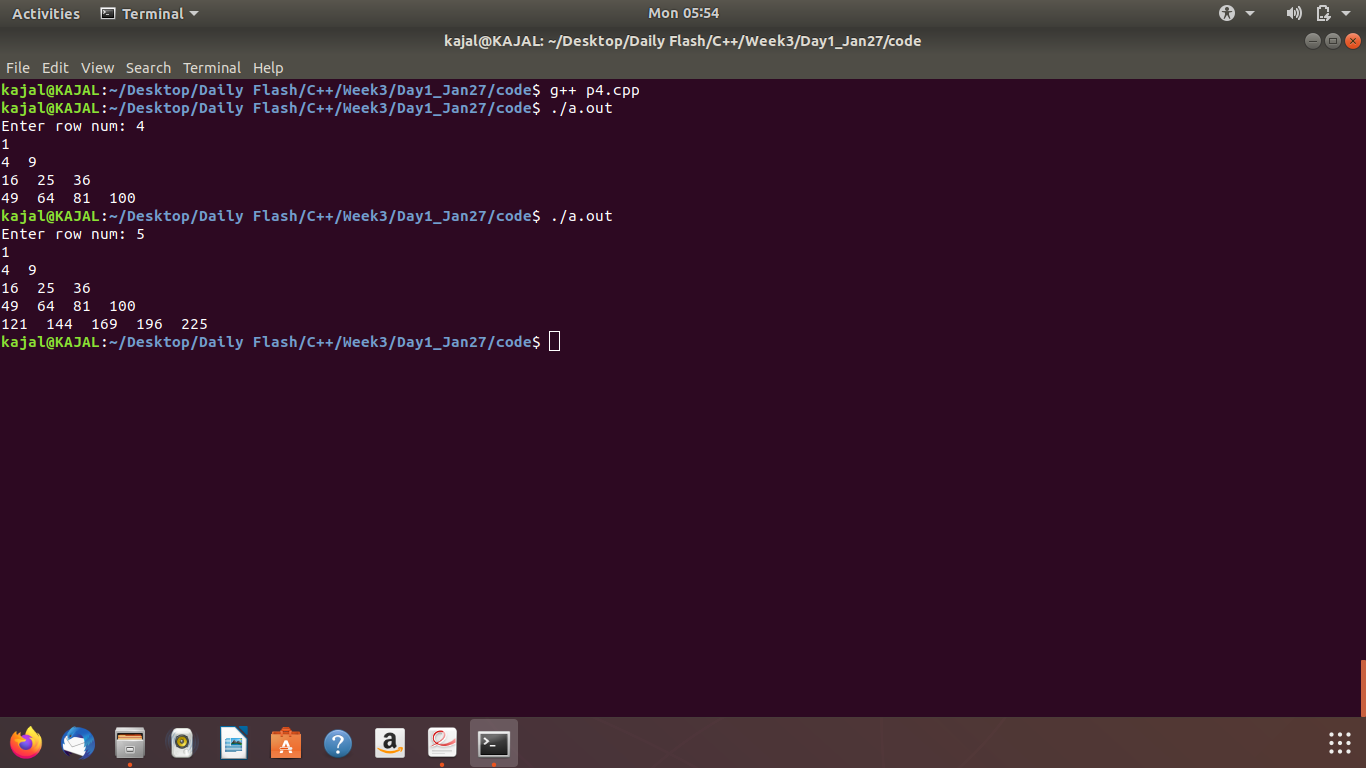 Activities Terminal Mon 05:54
kajal@KAJAL: ~/Desktop/Daily Flash/C++/Week3/Day1_Jan27/code
File Edit View Search Terminal Help
kajal@KAJAL:~/Desktop/Daily Flash/C++/Week3/Day1_Jan27/code$ g++ p4.cpp
kajal@KAJAL:~/Desktop/Daily Flash/C++/Week3/Day1_Jan27/code$ ./a.out
Enter row num: 4
1
4  9
16  25  36
49  64  81  100
kajal@KAJAL:~/Desktop/Daily Flash/C++/Week3/Day1_Jan27/code$ ./a.out
Enter row num: 5
1
4  9
16  25  36
49  64  81  100
121  144  169  196  225
kajal@KAJAL:~/Desktop/Daily Flash/C++/Week3/Day1_Jan27/code$